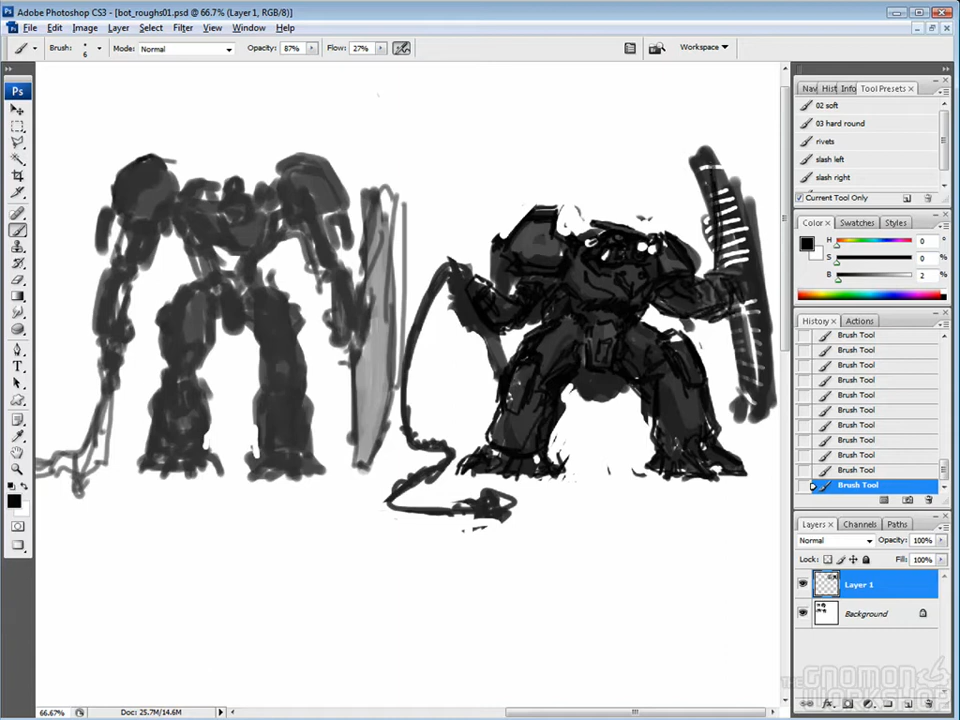 Adobe Photoshop CS3 - [bot_roughs01.psd @ 66.7% (Layer 1, RGB/8)]
File Edit Image Layer Select Filter View Window Help
Brush: 6 Mode: Normal Opacity: 87% Flow: 27% Workspace
Ps
Nav Hist Info Tool Presets
02 soft
03 hard round
rivets
slash left
slash right
Current Tool Only
Color Swatches Styles
H 0 °
S 0 %
B 2 %
History Actions
Brush Tool
Brush Tool
Brush Tool
Brush Tool
Brush Tool
Brush Tool
Brush Tool
Brush Tool
Brush Tool
Brush Tool
Brush Tool
Layers Channels Paths
Normal Opacity: 100%
Lock: Fill: 100%
Layer 1
Background
THE GNOMON WORKSHOP
66.67% Doc: 25.7M/14.6M